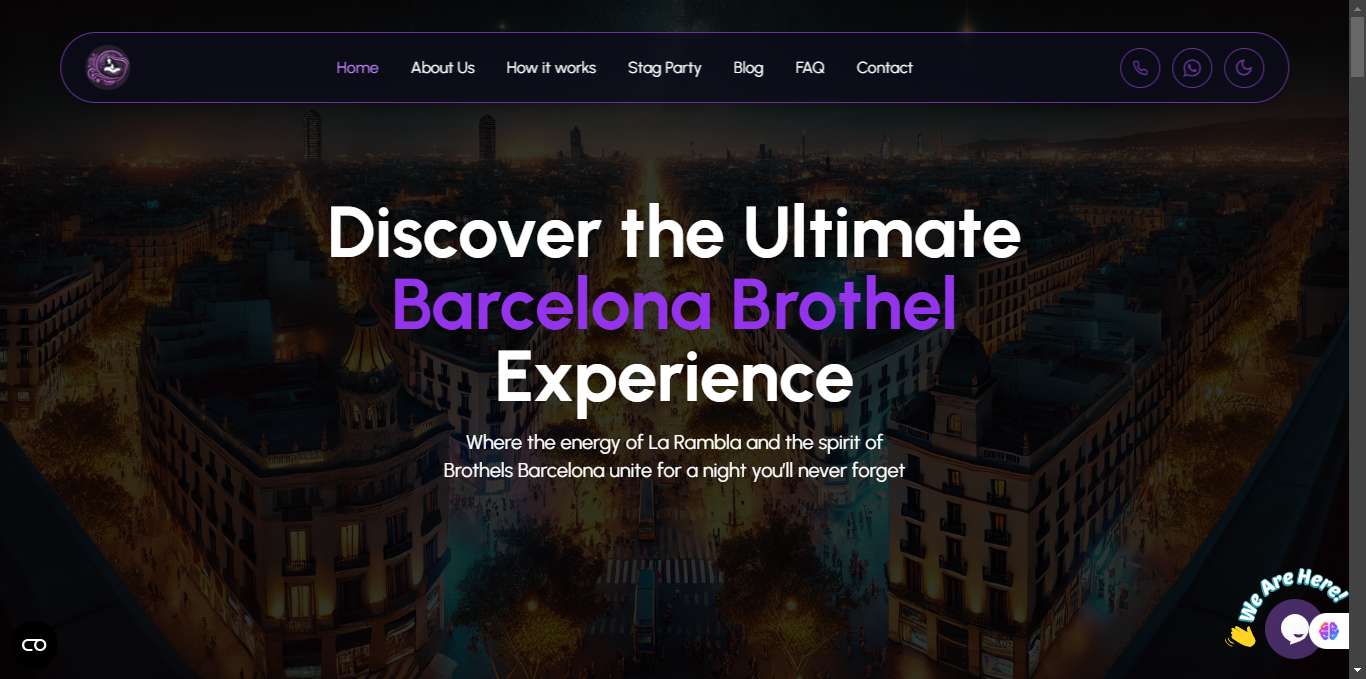 Home
About Us
How it works
Stag Party
Blog
FAQ
Contact
Discover the Ultimate
Barcelona Brothel
Experience
Where the energy of La Rambla and the spirit of
Brothels Barcelona unite for a night you'll never forget
We Are Here!